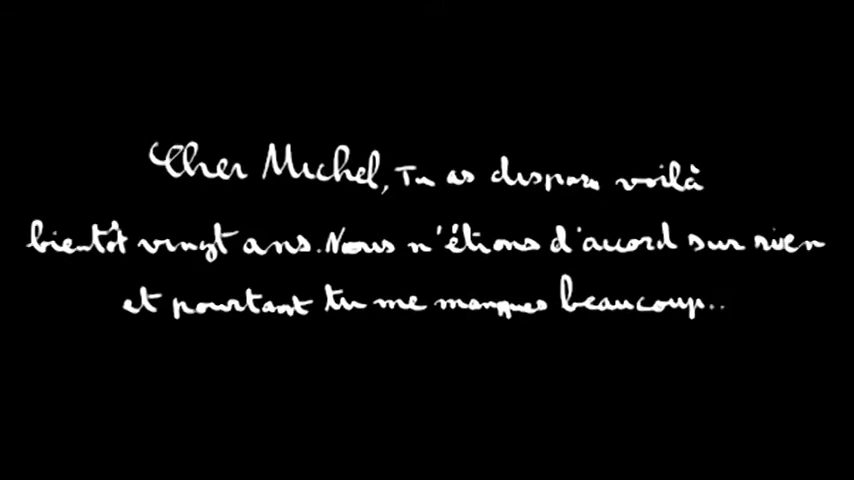 Cher Michel, Tu as disparu voilà
bientôt vingt ans. Nous n'étions d'accord sur rien
et pourtant tu me manques beaucoup..